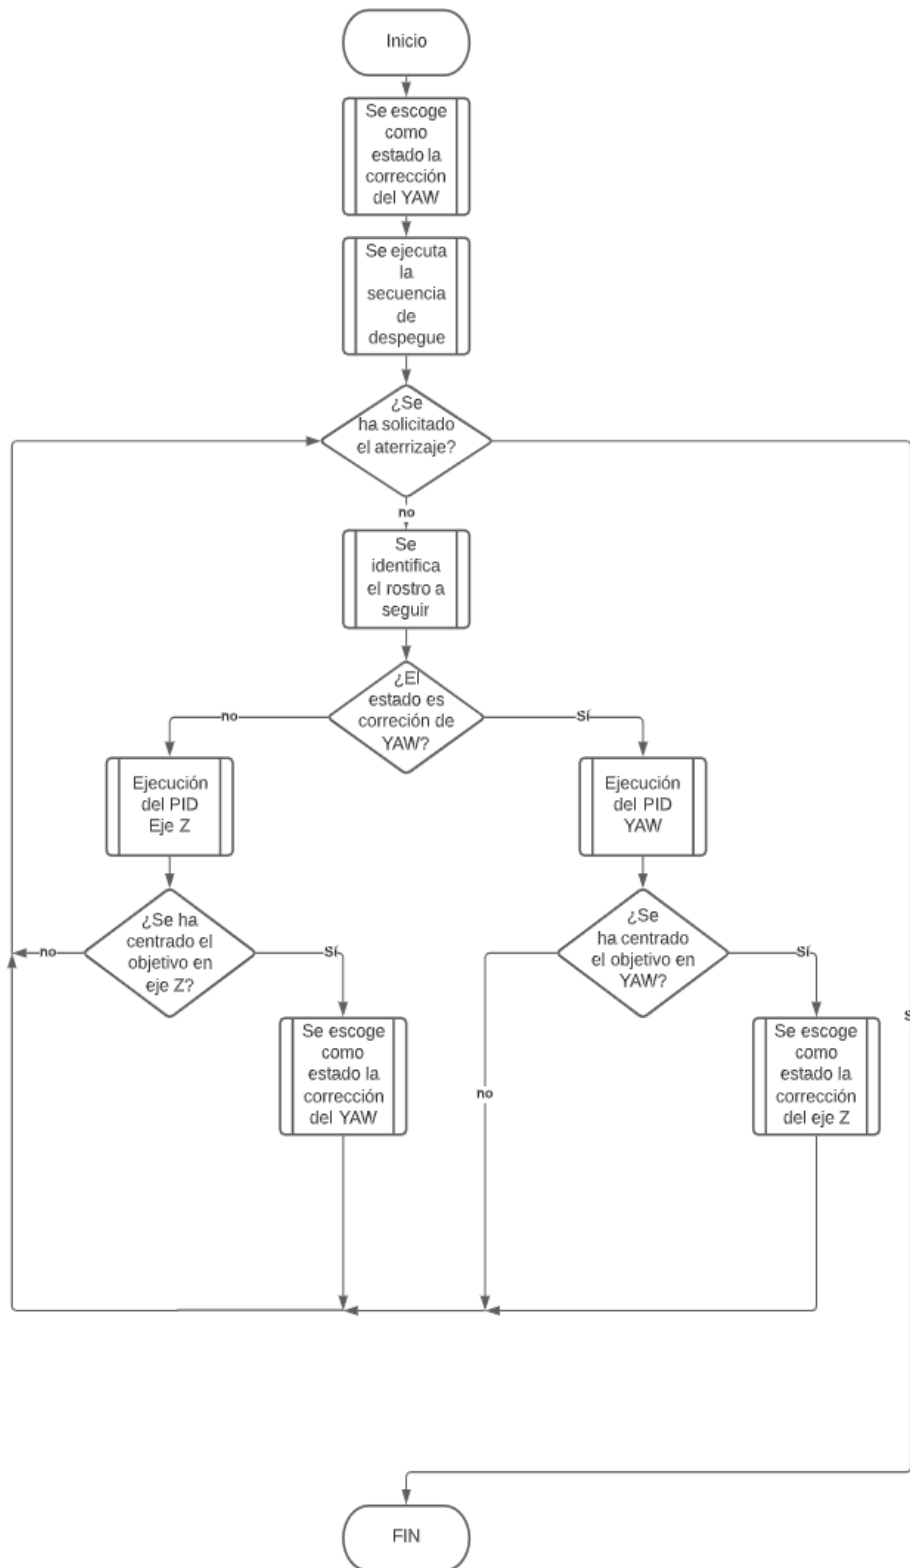 Inicio
Se escoge
como
estado la
corrección
del YAW
Se ejecuta
la
secuencia
de
despegue
¿Se
ha solicitado
el aterrizaje?
no
Se
identifica
el rostro a
seguir
¿El
estado es
correción de
YAW?
no
Sí
Ejecución
del PID
Eje Z
Ejecución
del PID
YAW
¿Se ha
centrado el
objetivo en
eje Z?
no
Sí
¿Se
ha centrado
el objetivo en
YAW?
Sí
no
Se escoge
como
estado la
corrección
del YAW
Se escoge
como
estado la
corrección
del eje Z
FIN